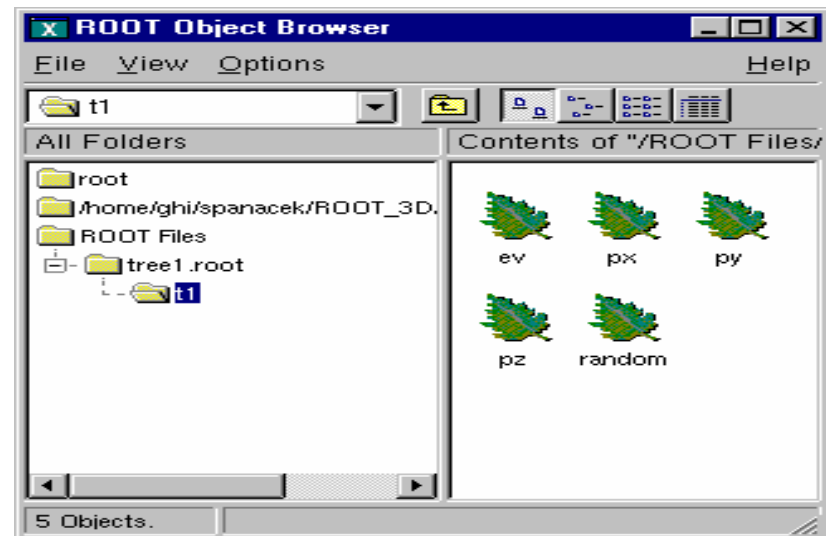 ROOT Object Browser
File View Options Help
t1
All Folders
Contents of "/ROOT Files/
root
/home/ghi/spanacek/ROOT_3D.
ROOT Files
tree1.root
t1
ev px py
pz random
5 Objects.